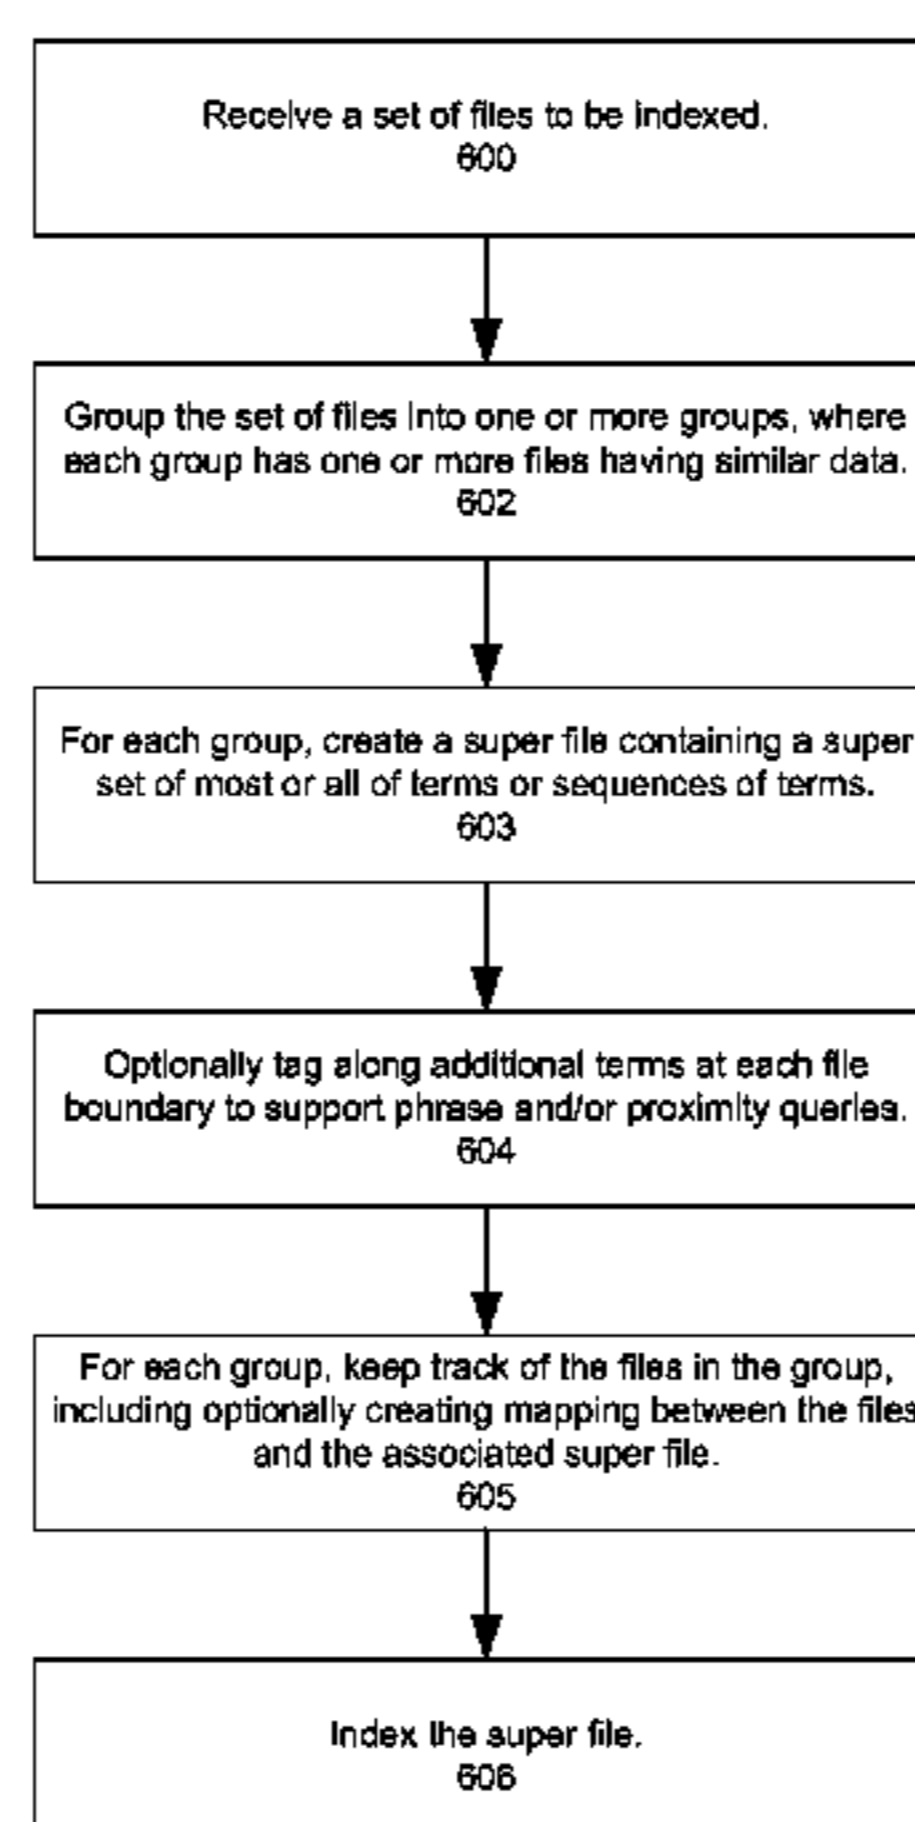 Receive a set of files to be indexed.
600
Group the set of files into one or more groups, where
each group has one or more files having similar data.
602
For each group, create a super file containing a super
set of most or all of terms or sequences of terms.
603
Optionally tag along additional terms at each file
boundary to support phrase and/or proximity queries.
604
For each group, keep track of the files in the group,
including optionally creating mapping between the files
and the associated super file.
605
Index the super file.
606